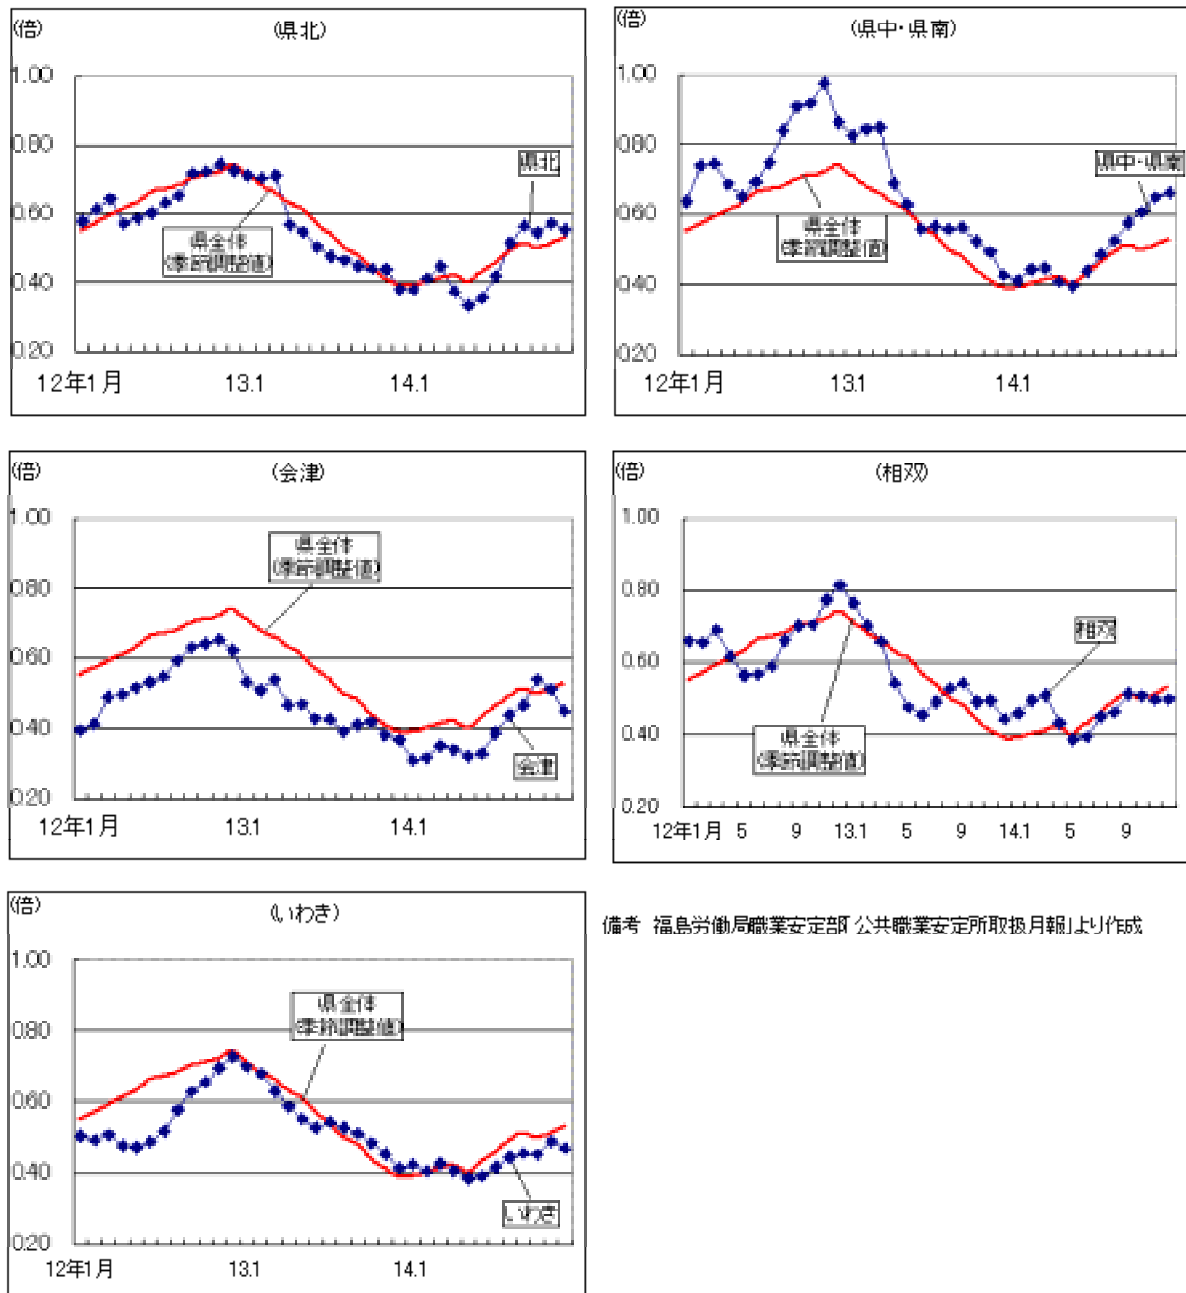 (倍)
(県北)
1.00
0.80
0.60
0.40
0.20
県北
県全体
(季節調整値)
12年1月 13.1 14.1
(倍)
(県中・県南)
1.00
0.80
0.60
0.40
0.20
県中・県南
県全体
(季節調整値)
12年1月 13.1 14.1
(倍)
(会津)
1.00
0.80
0.60
0.40
0.20
県全体
(季節調整値)
会津
12年1月 13.1 14.1
(倍)
(相双)
1.00
0.80
0.60
0.40
0.20
相双
県全体
(季節調整値)
12年1月 5 9 13.1 5 9 14.1 5 9
(倍)
(いわき)
1.00
0.80
0.60
0.40
0.20
県全体
(季節調整値)
いわき
12年1月 13.1 14.1
備考 福島労働局職業安定部「公共職業安定所取扱月報」より作成